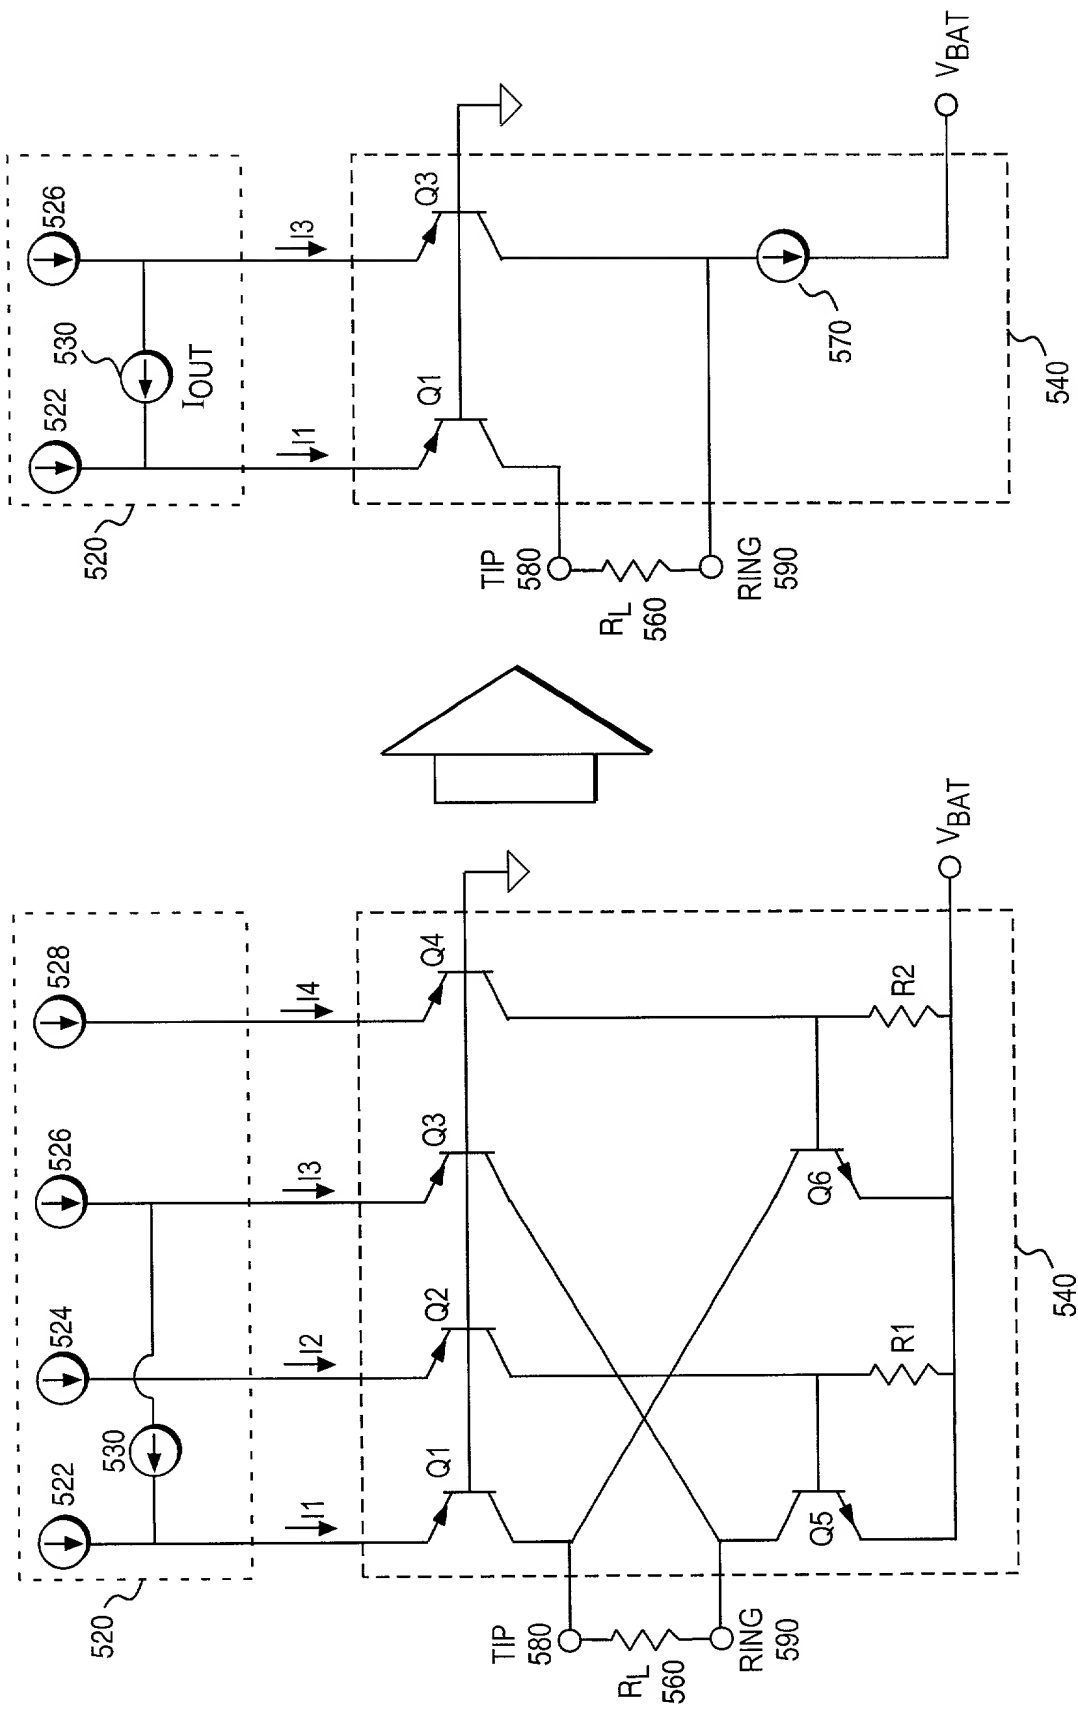 522
524
526
528
530
520
I1
I2
I3
I4
Q1
Q2
Q3
Q4
TIP
580
RL
560
RING
590
Q5
Q6
R1
R2
VBAT
540
522
526
530
IOUT
520
I1
I3
Q1
Q3
TIP
580
RL
560
RING
590
570
VBAT
540